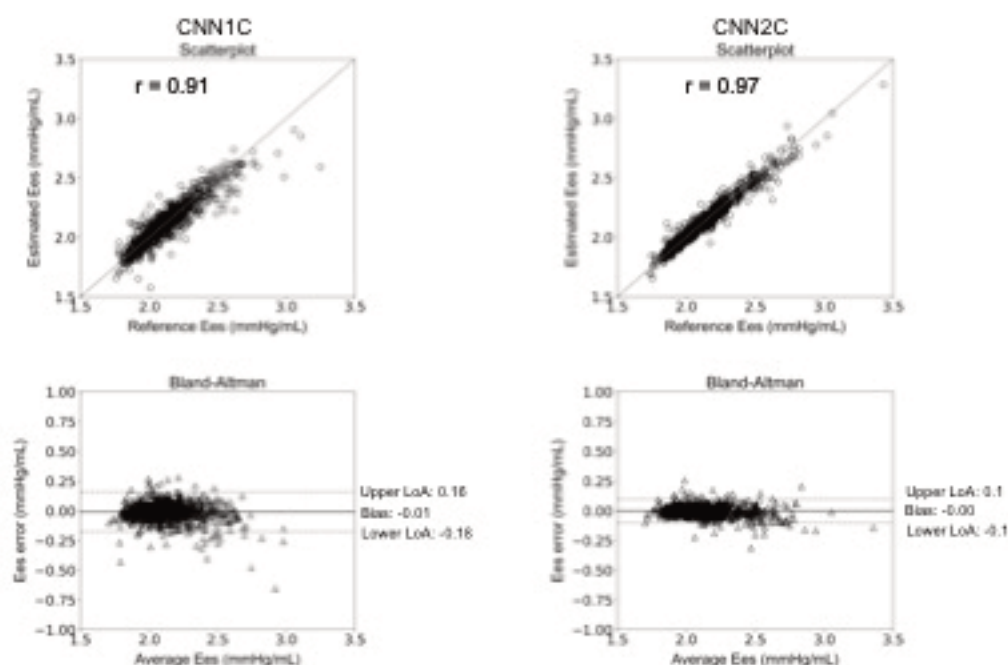 CNN1C
Scatterplot
r = 0.91
3.5
3.0
2.5
2.0
1.5
1.5 2.0 2.5 3.0 3.5
Estimated Ees (mmHg/mL)
Reference Ees (mmHg/mL)
CNN2C
Scatterplot
r = 0.97
3.5
3.0
2.5
2.0
1.5
1.5 2.0 2.5 3.0 3.5
Estimated Ees (mmHg/mL)
Reference Ees (mmHg/mL)
Bland-Altman
1.00
0.75
0.50
0.25
0.00
−0.25
−0.50
−0.75
−1.00
1.5 2.0 2.5 3.0 3.5
Ees error (mmHg/mL)
Average Ees (mmHg/mL)
Upper LoA: 0.16
Bias: -0.01
Lower LoA: -0.18
Bland-Altman
1.00
0.75
0.50
0.25
0.00
−0.25
−0.50
−0.75
−1.00
1.5 2.0 2.5 3.0 3.5
Ees error (mmHg/mL)
Average Ees (mmHg/mL)
Upper LoA: 0.1
Bias: -0.00
Lower LoA: -0.1